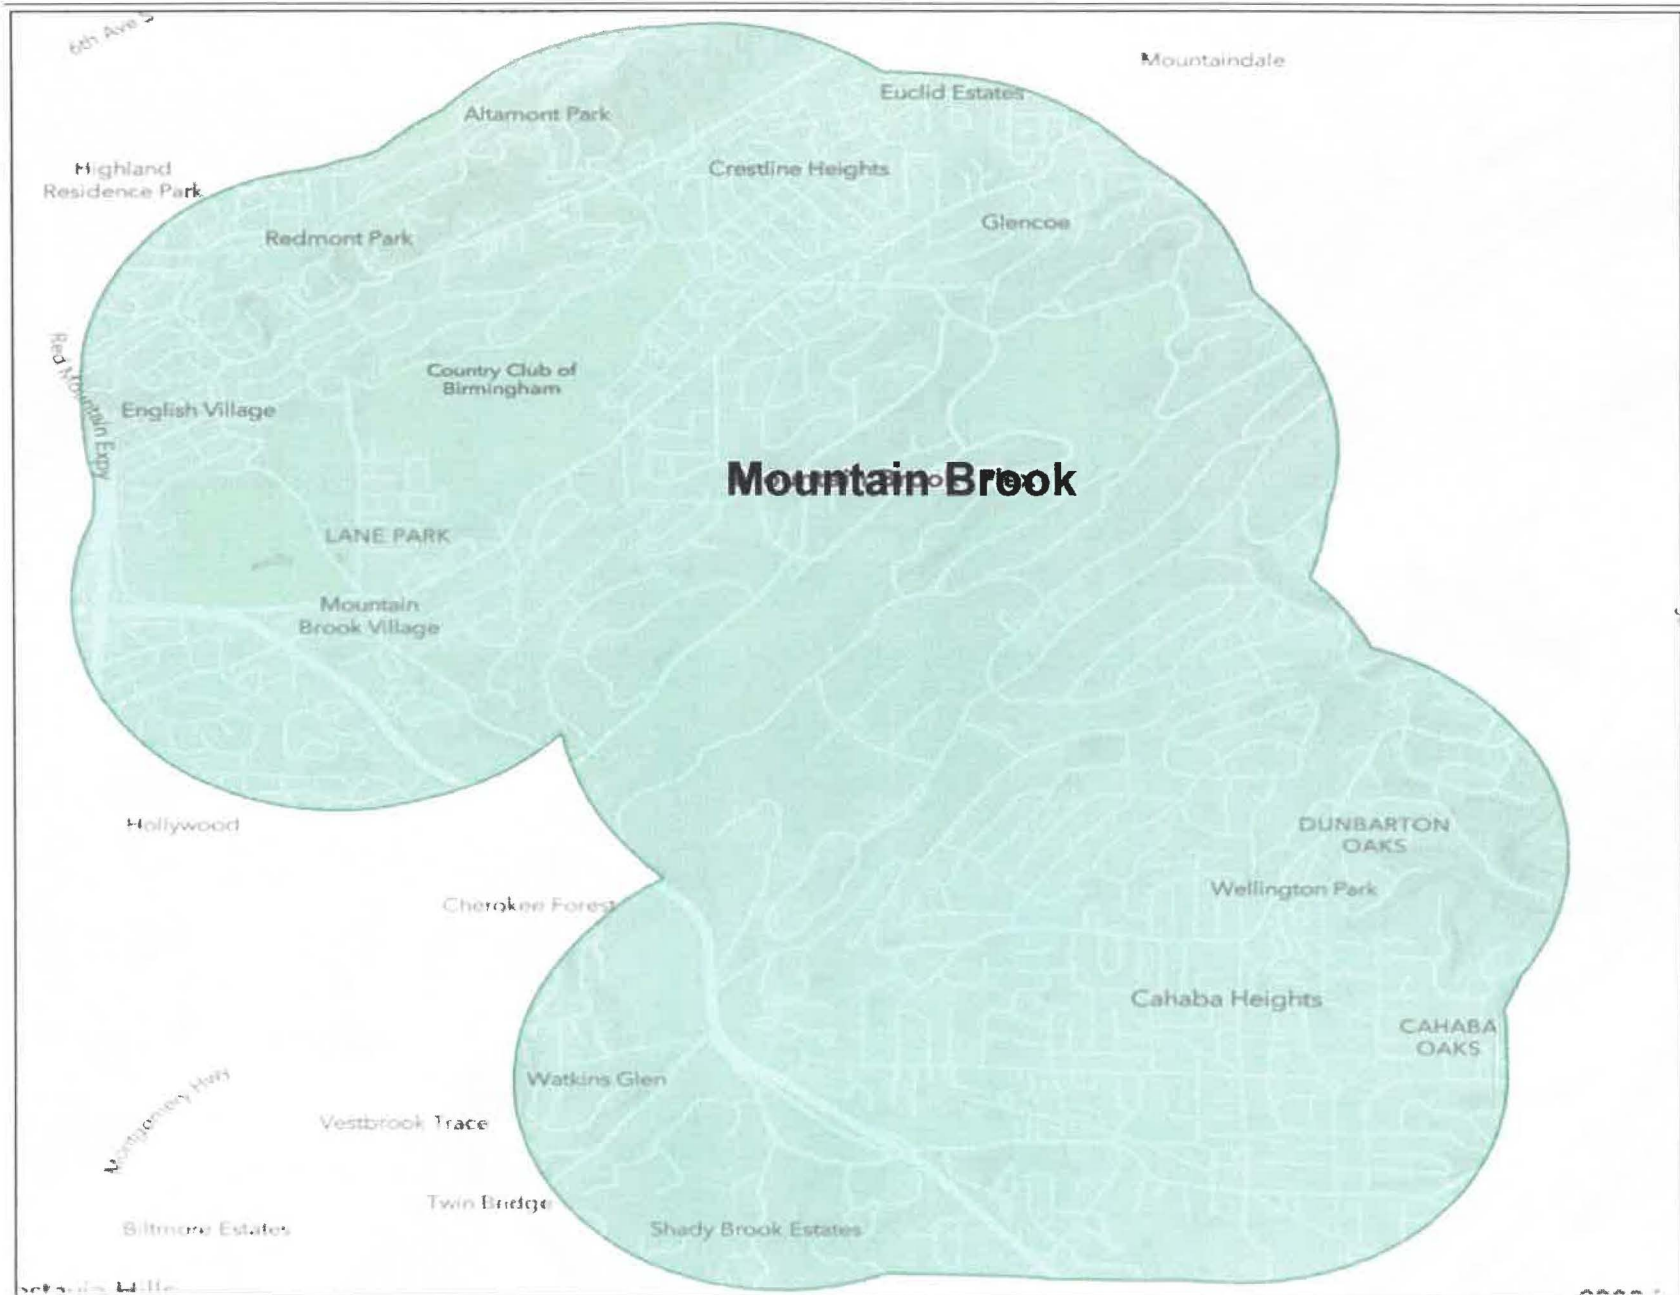 6th Ave S
Mountaindale
Euclid Estates
Altamont Park
Highland
Residence Park
Crestline Heights
Glencoe
Redmont Park
Red Mountain Expy
Country Club of
Birmingham
English Village
Mountain Brook
LANE PARK
Mountain
Brook Village
Hollywood
DUNBARTON
OAKS
Wellington Park
Cherokee Forest
Cahaba Heights
CAHABA
OAKS
Watkins Glen
Montgomery Hwy
Vestbrook Trace
Twin Bridge
Biltmore Estates
Shady Brook Estates
Hills